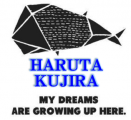 HARUTA
KUJIRA
MY DREAMS
ARE GROWING UP HERE.